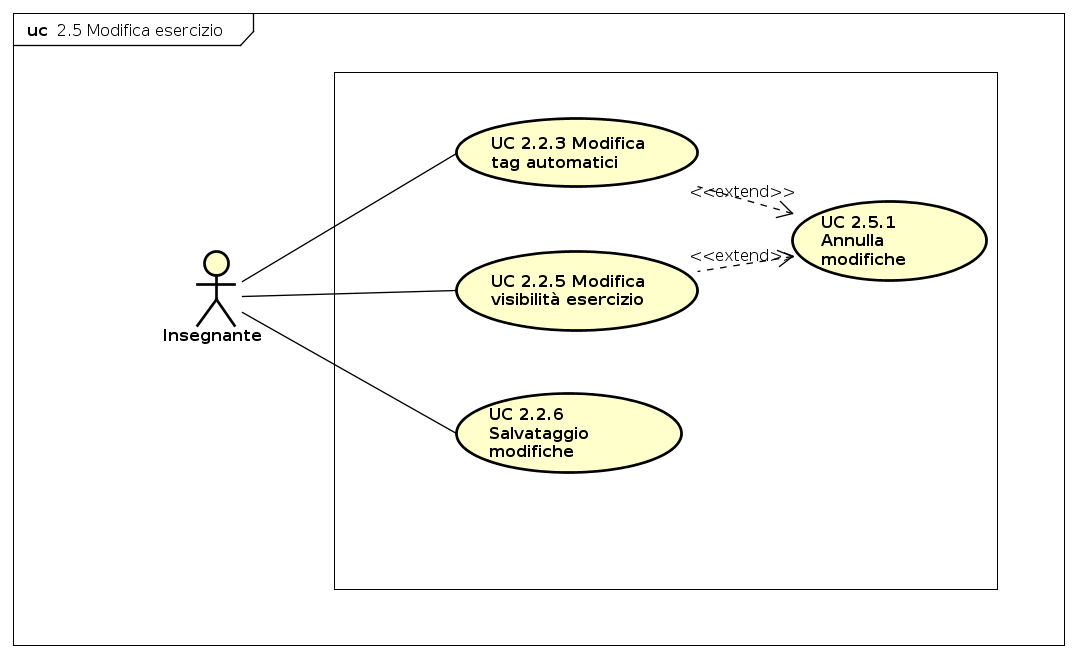 uc 2.5 Modifica esercizio
UC 2.2.3 Modifica
tag automatici
<<extend>>
UC 2.5.1
Annulla
modifiche
<<extend>>
UC 2.2.5 Modifica
visibilità esercizio
Insegnante
UC 2.2.6
Salvataggio
modifiche